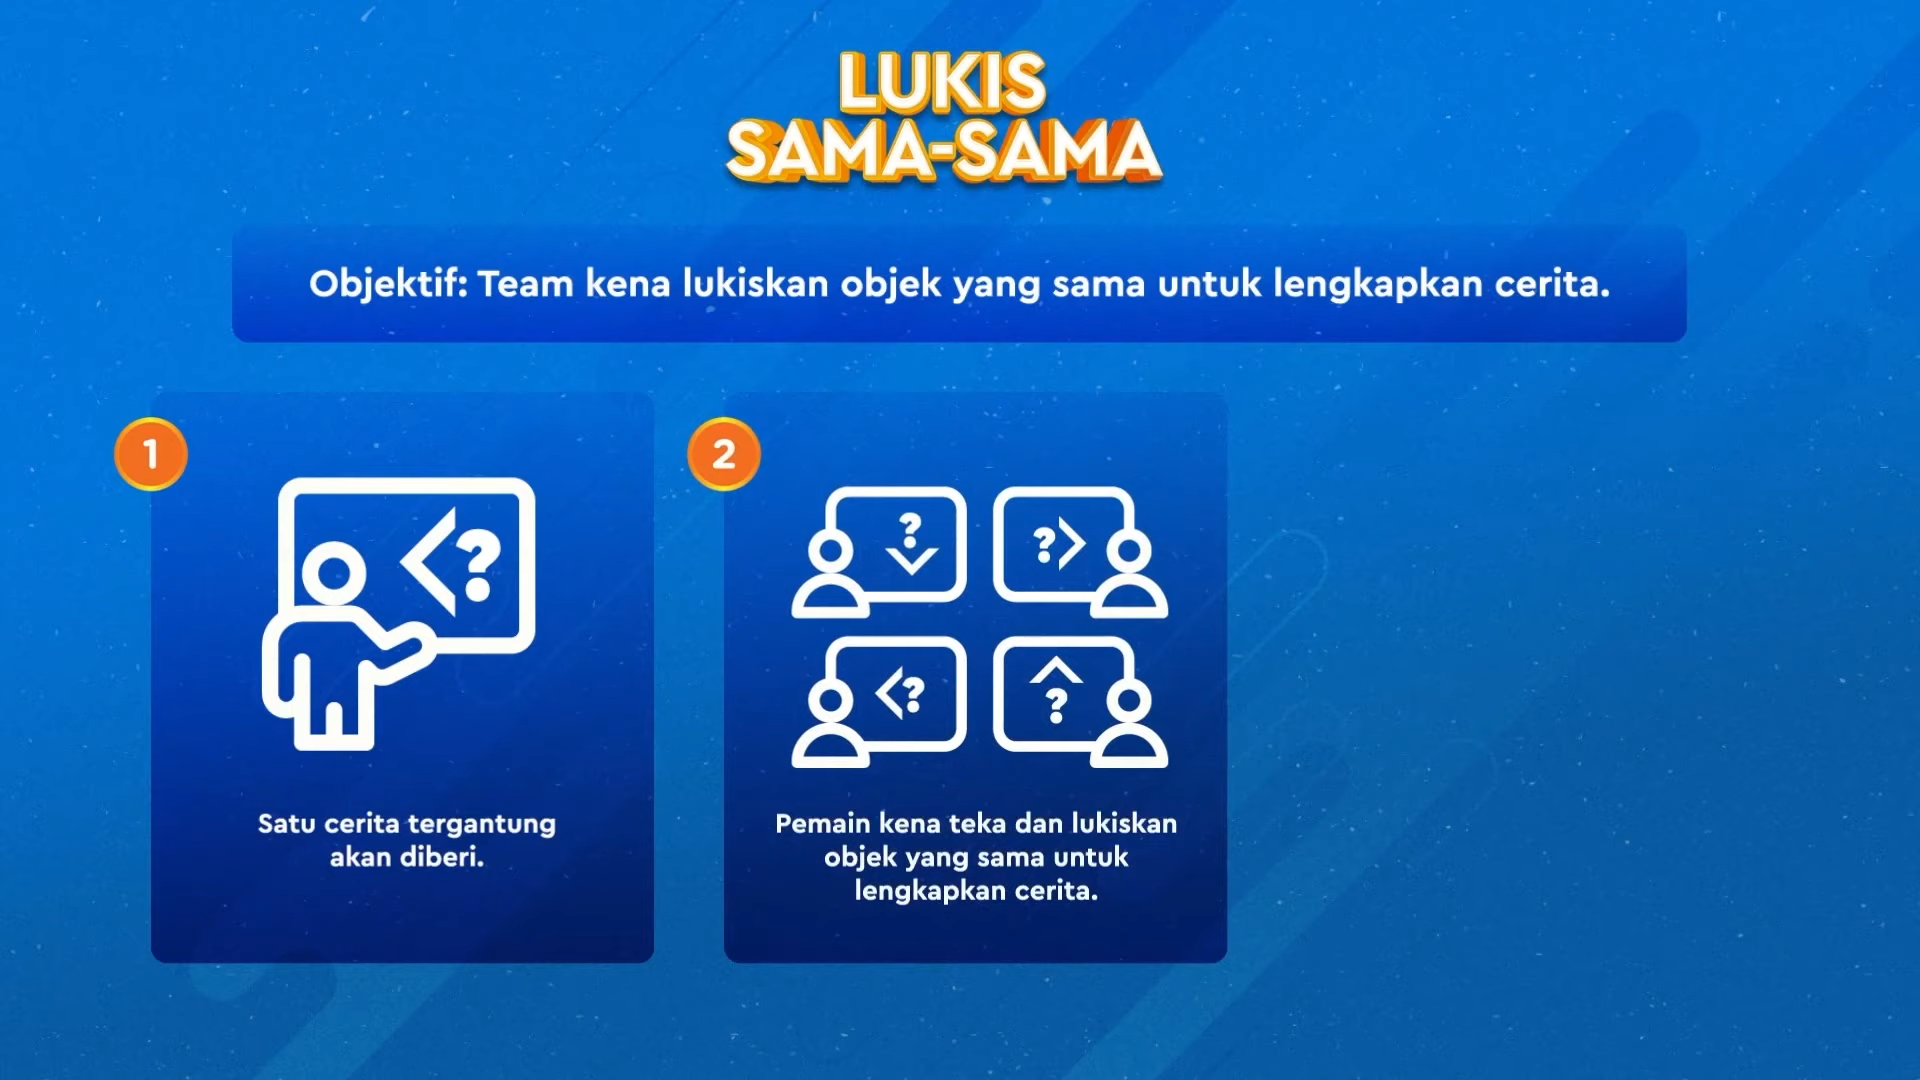 LUKIS
SAMA-SAMA
Objektif: Team kena lukiskan objek yang sama untuk lengkapkan cerita.
1
<?
Satu cerita tergantung
akan diberi.
2
?
?>
<?
?
Pemain kena teka dan lukiskan
objek yang sama untuk
lengkapkan cerita.